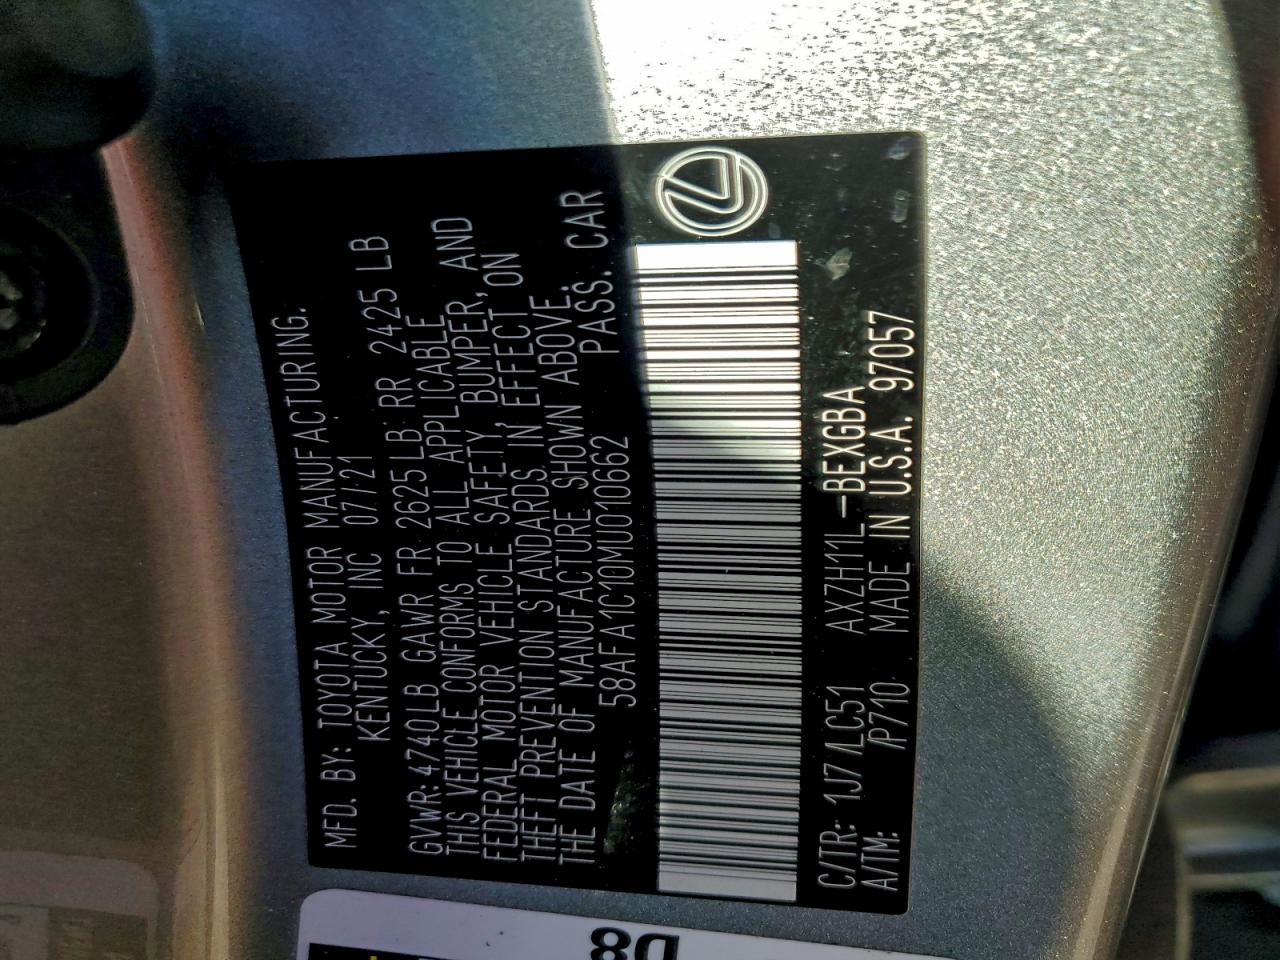 MFD. BY: TOYOTA MOTOR MANUFACTURING.
KENTUCKY, INC 07/21
GVWR:4740LB GAWR FR 2625LB RR 2425 LB
THIS VEHICLE CONFORMS TO ALL APPLICABLE
FEDERAL MOTOR VEHICLE SAFETY, BUMPER, AND
THEFT PREVENTION STANDARDS IN EFFECT ON
THE DATE OF MANUFACTURE SHOWN ABOVE.
58AFA1C10MU010662 PASS. CAR
C/TR: 1J7/LC51 AXZH11L-BEXGBA
A/TM: /P710 MADE IN U.S.A. 97057
D8